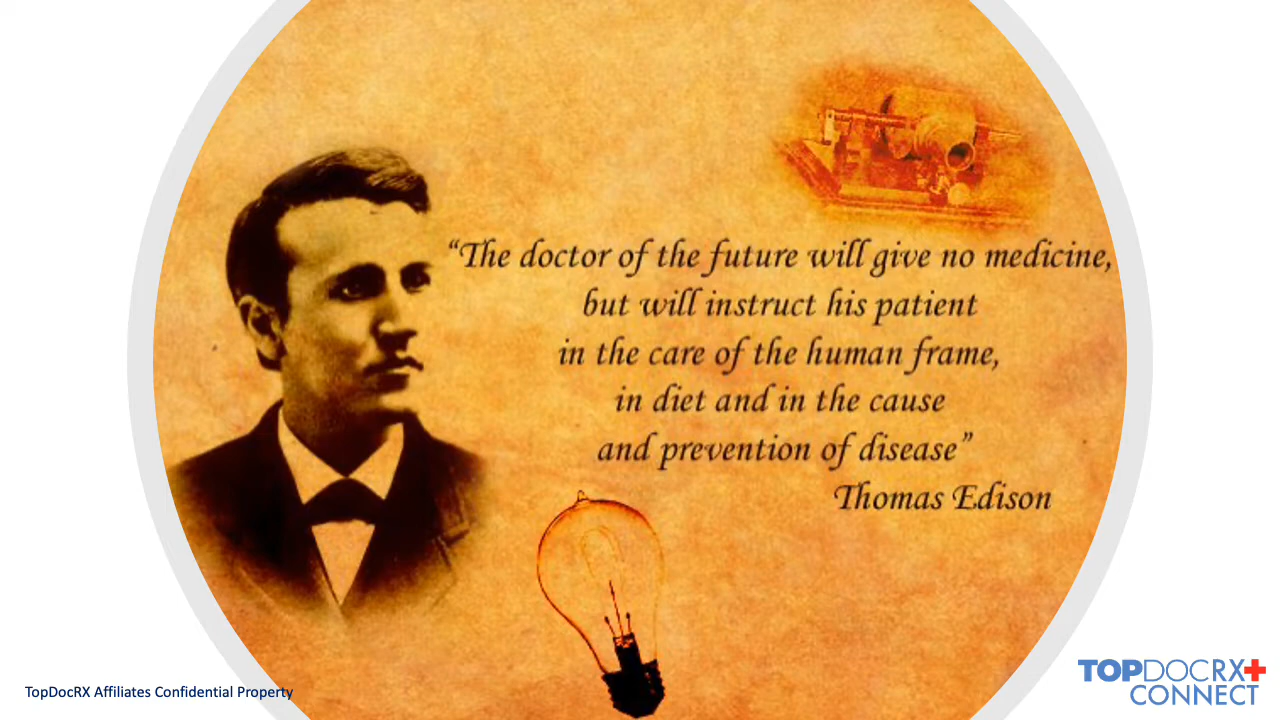 “The doctor of the future will give no medicine,
but will instruct his patient
in the care of the human frame,
in diet and in the cause
and prevention of disease”
Thomas Edison
TopDocRX Affiliates Confidential Property
TOPDOCRX+
CONNECT